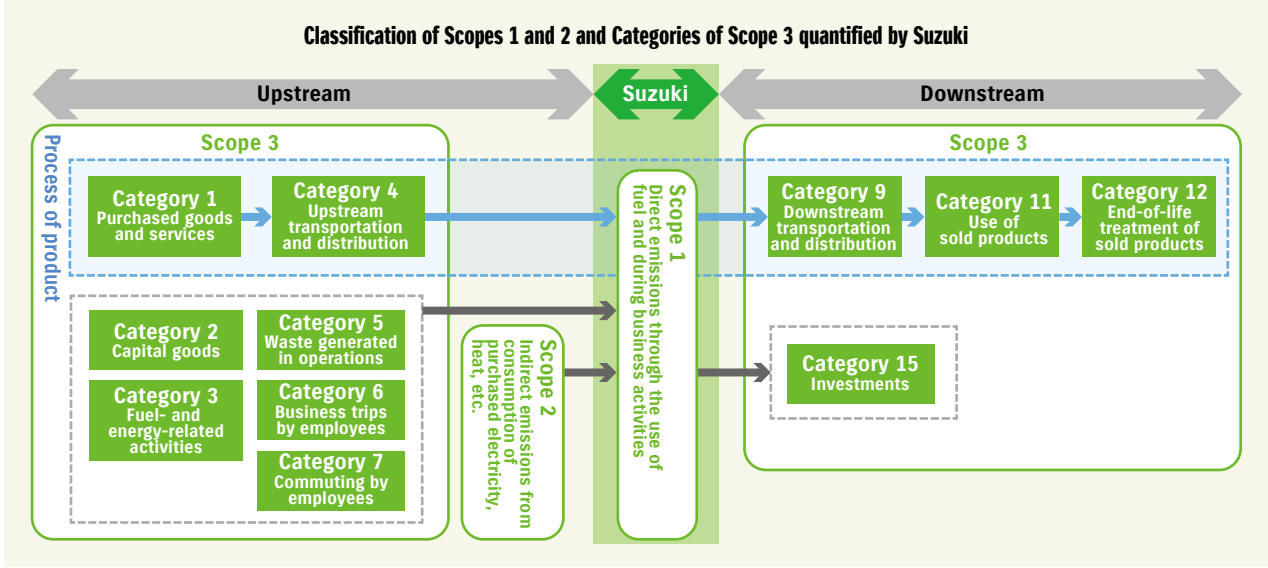 Classification of Scopes 1 and 2 and Categories of Scope 3 quantified by Suzuki
Upstream
Suzuki
Downstream
Process of product
Scope 3
Category 1
Purchased goods
and services
Category 4
Upstream
transportation
and distribution
Category 2
Capital goods
Category 3
Fuel- and
energy-related
activities
Category 5
Waste generated
in operations
Category 6
Business trips
by employees
Category 7
Commuting by
employees
Scope 2
Indirect emissions from
consumption of
purchased electricity,
heat, etc.
Scope 1
Direct emissions through the use of
fuel and during business activities
Scope 3
Category 9
Downstream
transportation
and distribution
Category 11
Use of
sold products
Category 12
End-of-life
treatment of
sold products
Category 15
Investments